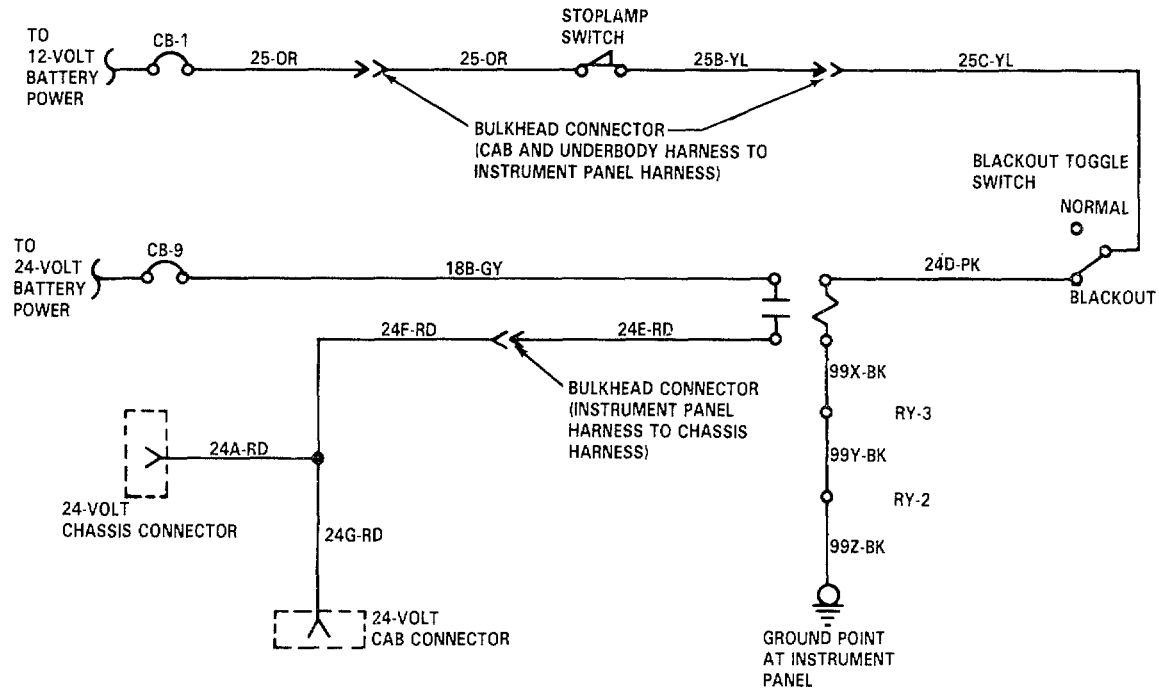 TO
12-VOLT
BATTERY
POWER
CB-1
25-OR
25-OR
STOPLAMP
SWITCH
25B-YL
25C-YL
BULKHEAD CONNECTOR
(CAB AND UNDERBODY HARNESS TO
INSTRUMENT PANEL HARNESS)
BLACKOUT TOGGLE
SWITCH
NORMAL
BLACKOUT
TO
24-VOLT
BATTERY
POWER
CB-9
18B-GY
24D-PK
24F-RD
24E-RD
BULKHEAD CONNECTOR
(INSTRUMENT PANEL
HARNESS TO CHASSIS
HARNESS)
99X-BK
RY-3
99Y-BK
RY-2
99Z-BK
24A-RD
24-VOLT
CHASSIS CONNECTOR
24G-RD
24-VOLT
CAB CONNECTOR
GROUND POINT
AT INSTRUMENT
PANEL